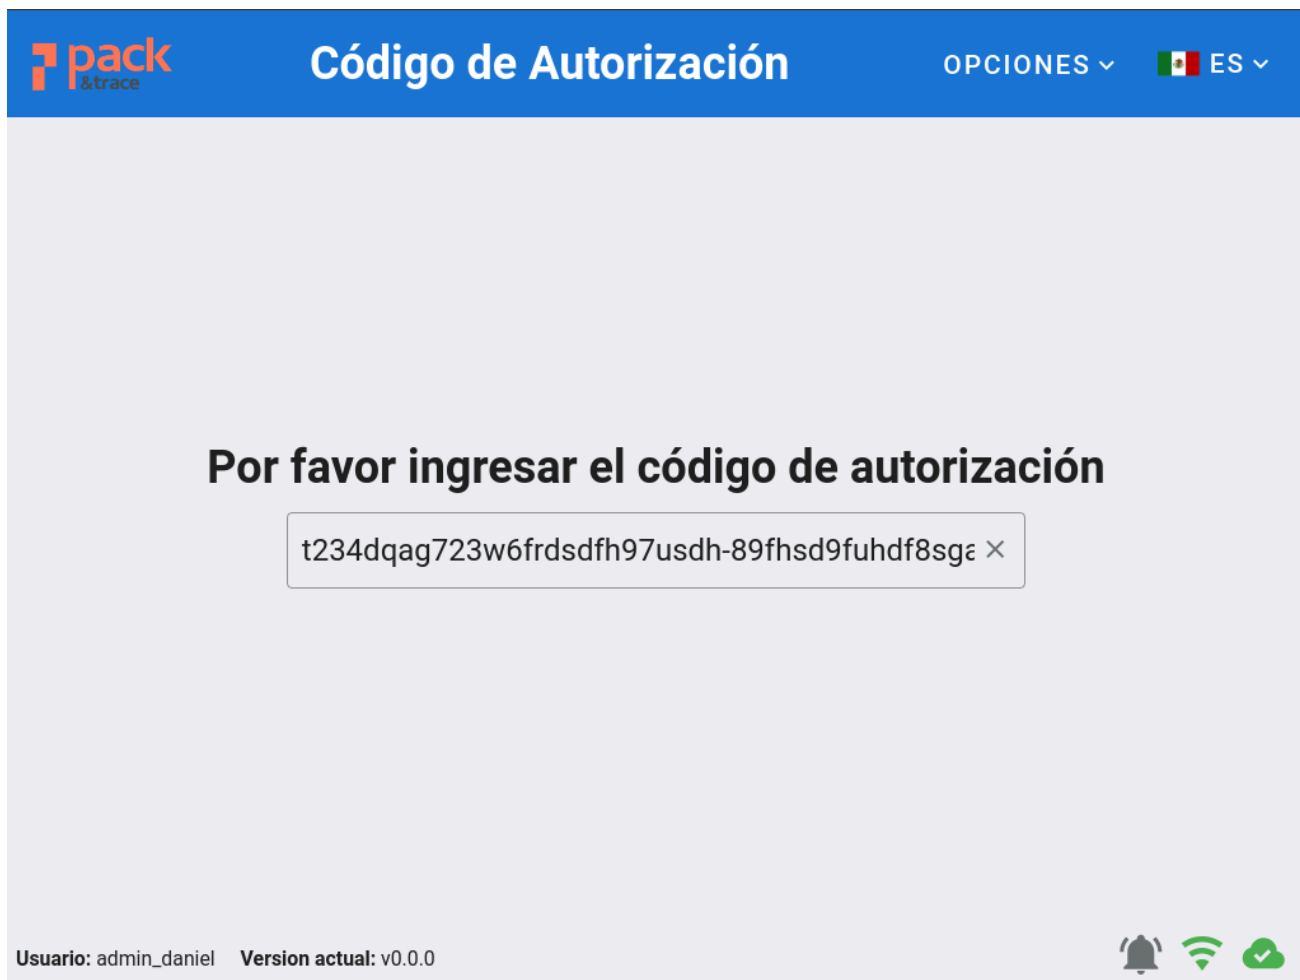 pack
&trace
Código de Autorización
OPCIONES
ES
Por favor ingresar el código de autorización
t234dqag723w6frdsdfh97usdh-89fhsd9fuhdf8sga
Usuario: admin_daniel Version actual: v0.0.0